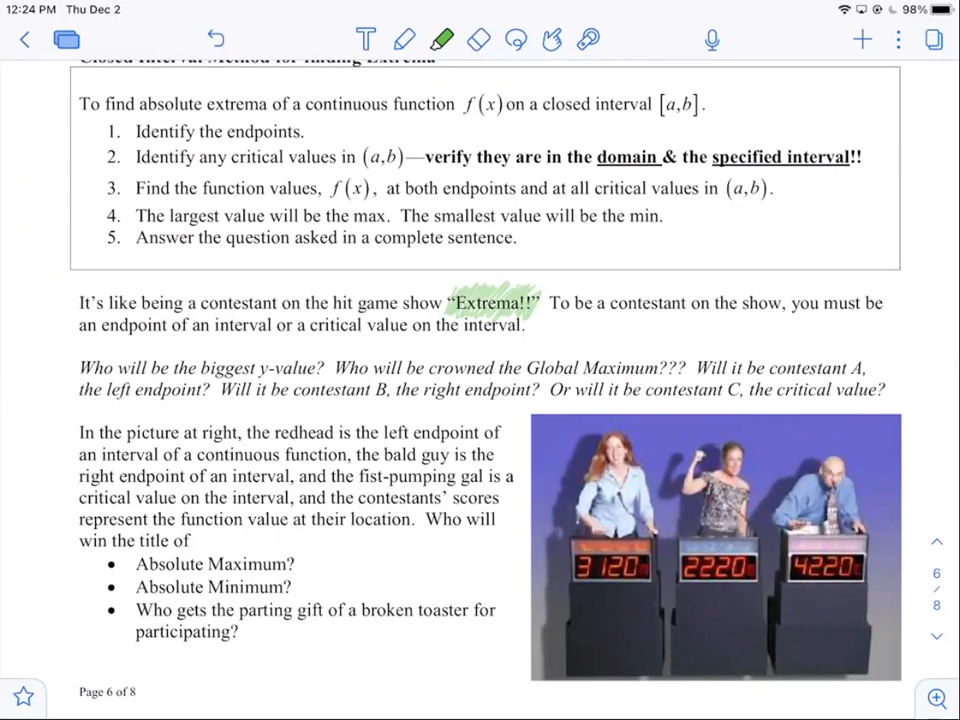 12:24 PM Thu Dec 2
98%
T
Closed Interval Method for finding Extrema
To find absolute extrema of a continuous function f(x) on a closed interval [a,b].
1. Identify the endpoints.
2. Identify any critical values in (a,b)—verify they are in the domain & the specified interval!!
3. Find the function values, f(x), at both endpoints and at all critical values in (a,b).
4. The largest value will be the max. The smallest value will be the min.
5. Answer the question asked in a complete sentence.
It's like being a contestant on the hit game show “Extrema!!” To be a contestant on the show, you must be
an endpoint of an interval or a critical value on the interval.
Who will be the biggest y-value? Who will be crowned the Global Maximum??? Will it be contestant A,
the left endpoint? Will it be contestant B, the right endpoint? Or will it be contestant C, the critical value?
In the picture at right, the redhead is the left endpoint of
an interval of a continuous function, the bald guy is the
right endpoint of an interval, and the fist-pumping gal is a
critical value on the interval, and the contestants' scores
represent the function value at their location. Who will
win the title of
• Absolute Maximum?
• Absolute Minimum?
• Who gets the parting gift of a broken toaster for
participating?
3120
2220
4220
6
/
8
Page 6 of 8